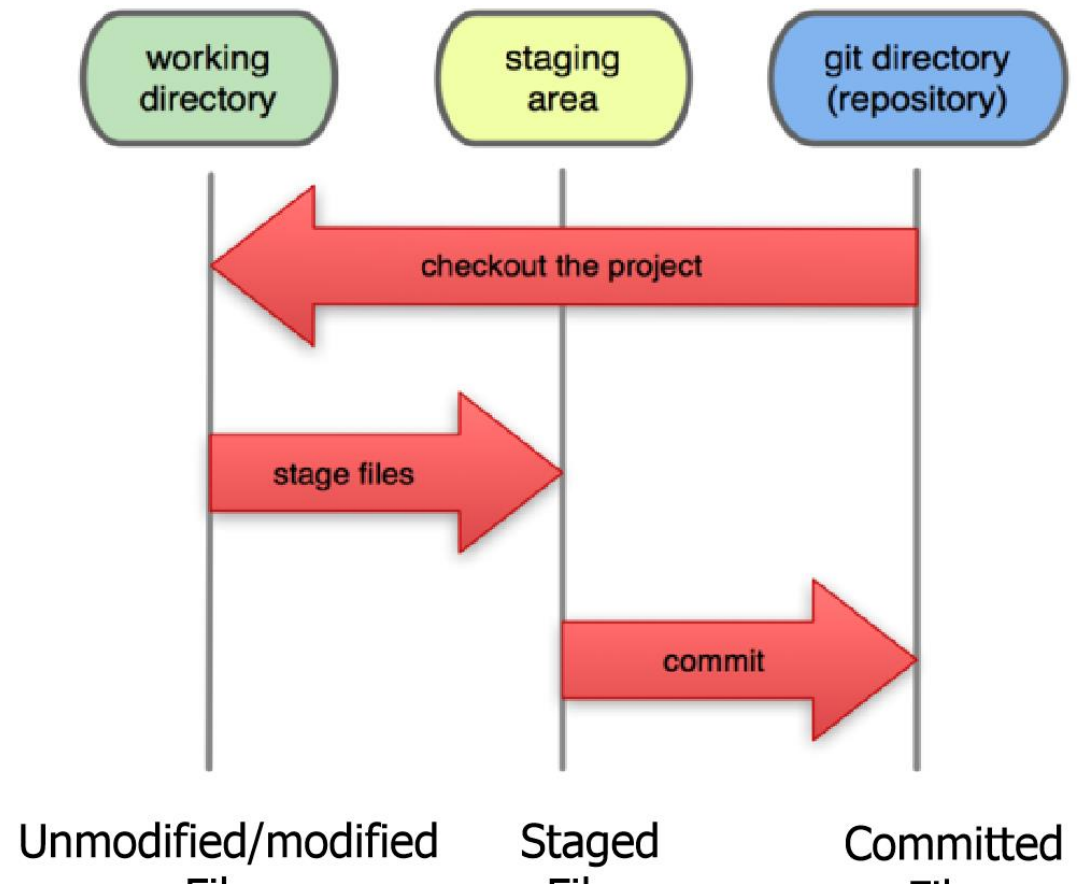 working
directory
staging
area
git directory
(repository)
checkout the project
stage files
commit
Unmodified/modified
Staged
Committed